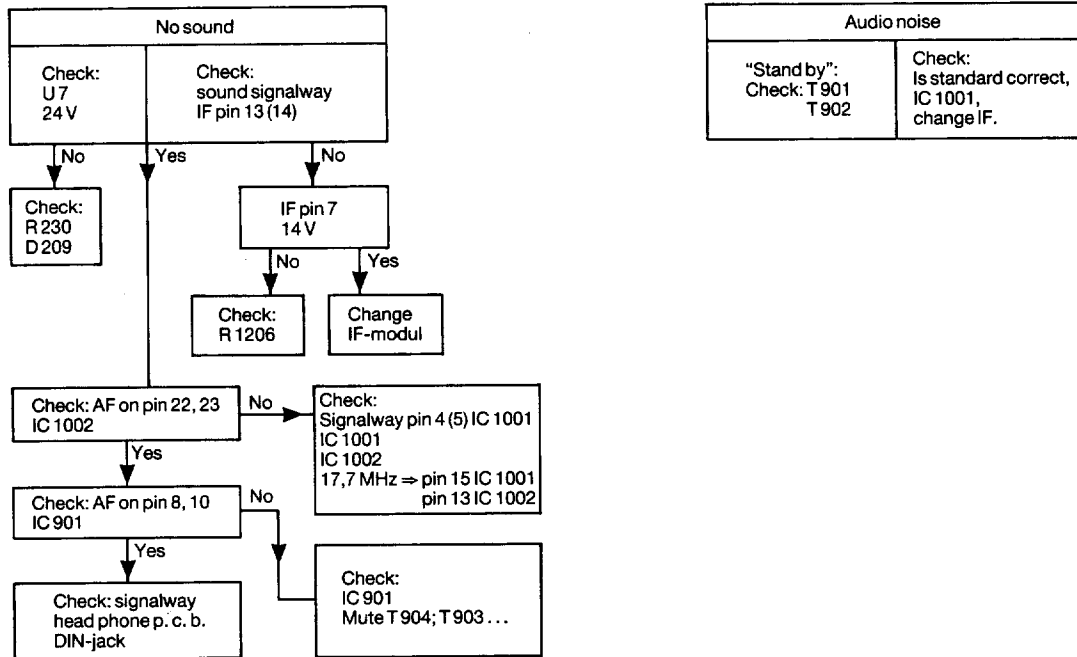 No sound
Check:
U 7
24 V
Check:
sound signalway
IF pin 13 (14)
No
Yes
No
Check:
R 230
D 209
IF pin 7
14 V
No
Yes
Check:
R 1206
Change
IF-modul
Check: AF on pin 22, 23
IC 1002
No
Check:
Signalway pin 4 (5) IC 1001
IC 1001
IC 1002
17,7 MHz ⇒ pin 15 IC 1001
pin 13 IC 1002
Yes
Check: AF on pin 8, 10
IC 901
No
Yes
Check:
IC 901
Mute T 904; T 903 . . .
Check: signalway
head phone p. c. b.
DIN-jack
Audio noise
"Stand by":
Check: T 901
T 902
Check:
Is standard correct,
IC 1001,
change IF.